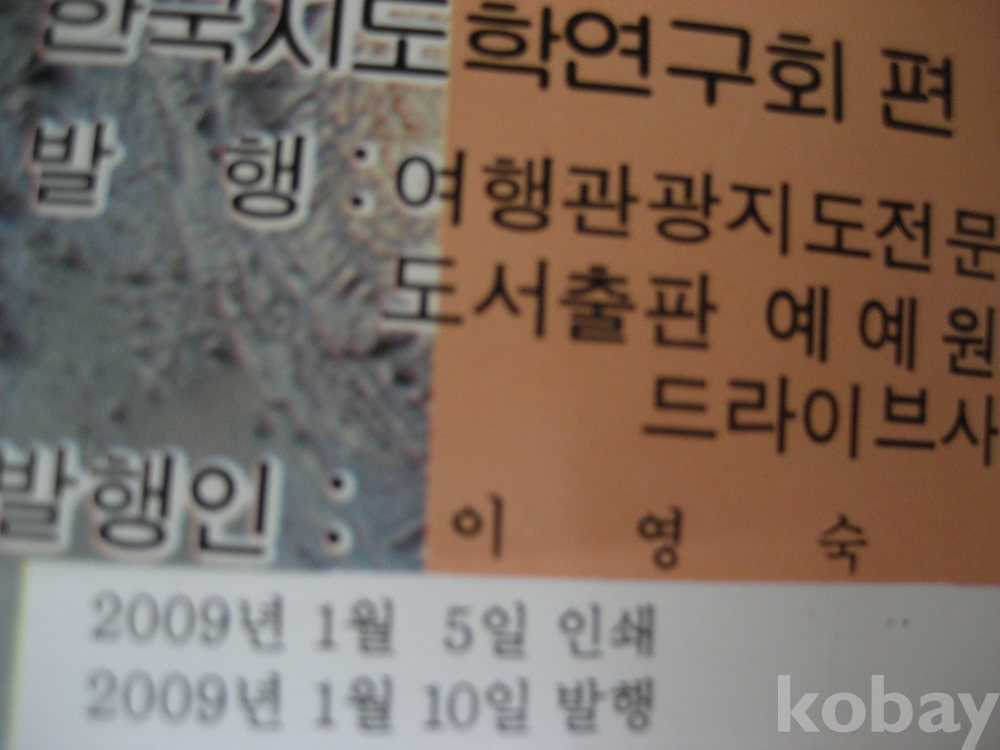 한국지도학연구회 편
발 행 : 여행관광지도전문
도서출판 예예원
드라이브사
발행인 : 이 영 숙
2009년 1월 5일 인쇄
2009년 1월 10일 발행
kobay